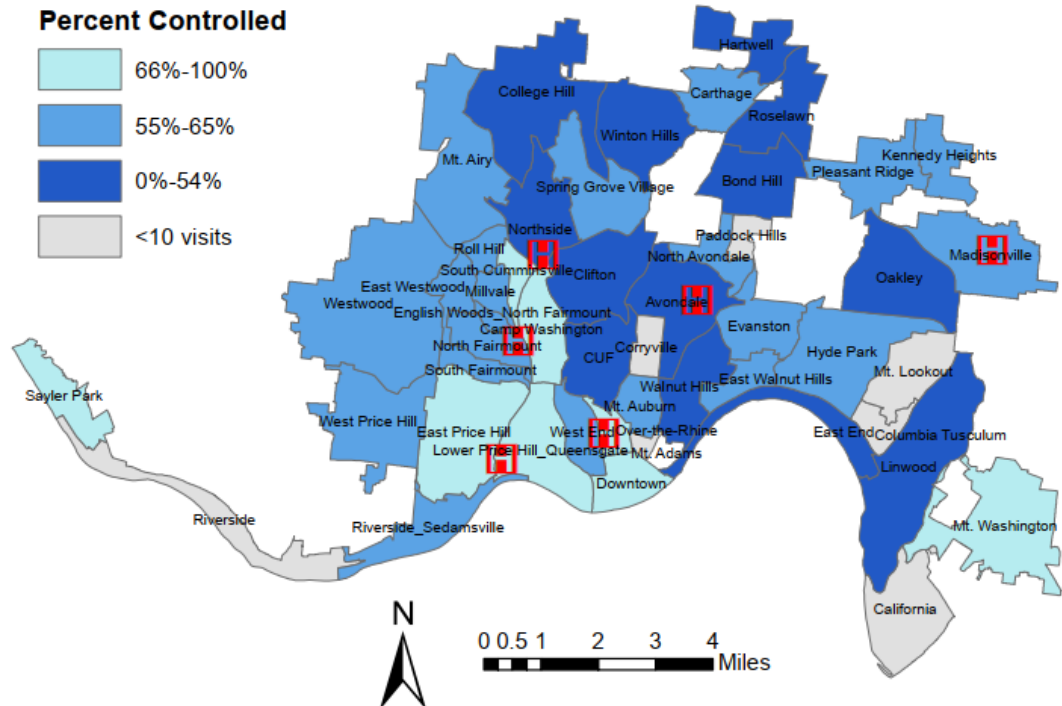 Percent Controlled
66%-100%
55%-65%
0%-54%
<10 visits
Hartwell
College Hill
Carthage
Winton Hills
Roselawn
Mt. Airy
Kennedy Heights
Pleasant Ridge
Bond Hill
Spring Grove Village
Northside
Paddock Hills
Roll Hill
North Avondale
Madisonville
South Cumminsville
Clifton
Oakley
East Westwood
Millvale
Westwood
Avondale
English Woods_North Fairmount
Camp Washington
Evanston
North Fairmount
Corryville
CUF
Hyde Park
Mt. Lookout
South Fairmount
Walnut Hills
East Walnut Hills
Sayler Park
Mt. Auburn
West Price Hill
East Price Hill
West End
Over-the-Rhine
East End
Columbia Tusculum
Lower Price Hill_Queensgate
Mt. Adams
Linwood
Downtown
Riverside
Riverside_Sedamsville
Mt. Washington
California
H
H
H
H
H
H
N
0 0.5 1 2 3 4
Miles